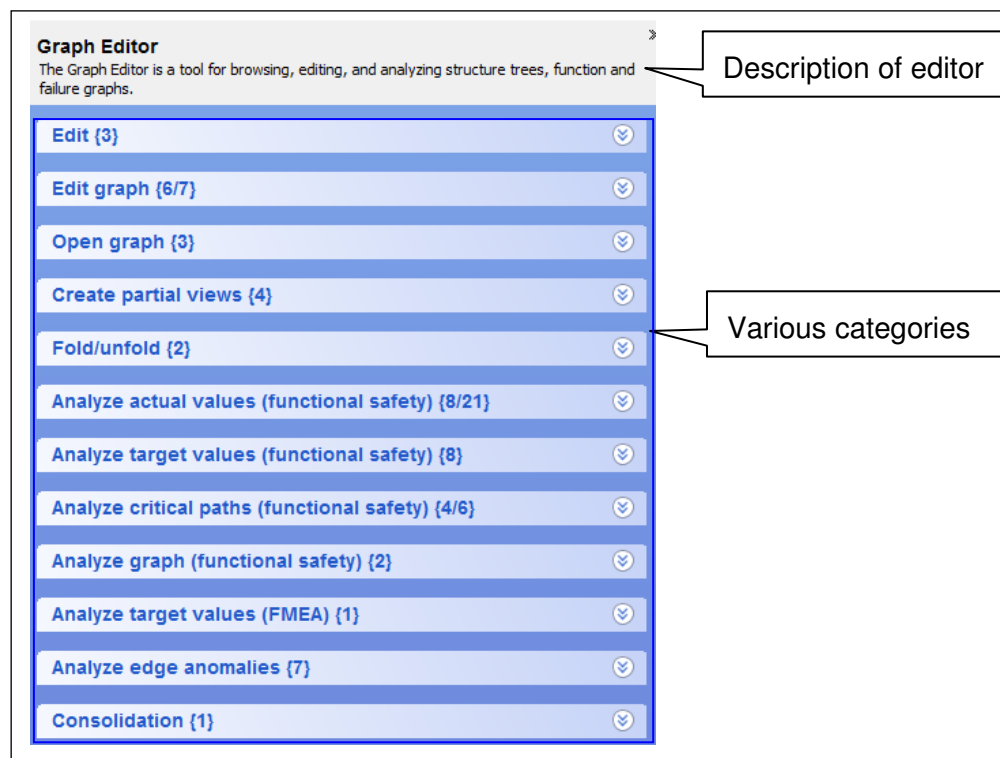 Graph Editor
The Graph Editor is a tool for browsing, editing, and analyzing structure trees, function and
failure graphs.
Description of editor
Edit {3}
Edit graph {6/7}
Open graph {3}
Create partial views {4}
Various categories
Fold/unfold {2}
Analyze actual values (functional safety) {8/21}
Analyze target values (functional safety) {8}
Analyze critical paths (functional safety) {4/6}
Analyze graph (functional safety) {2}
Analyze target values (FMEA) {1}
Analyze edge anomalies {7}
Consolidation {1}